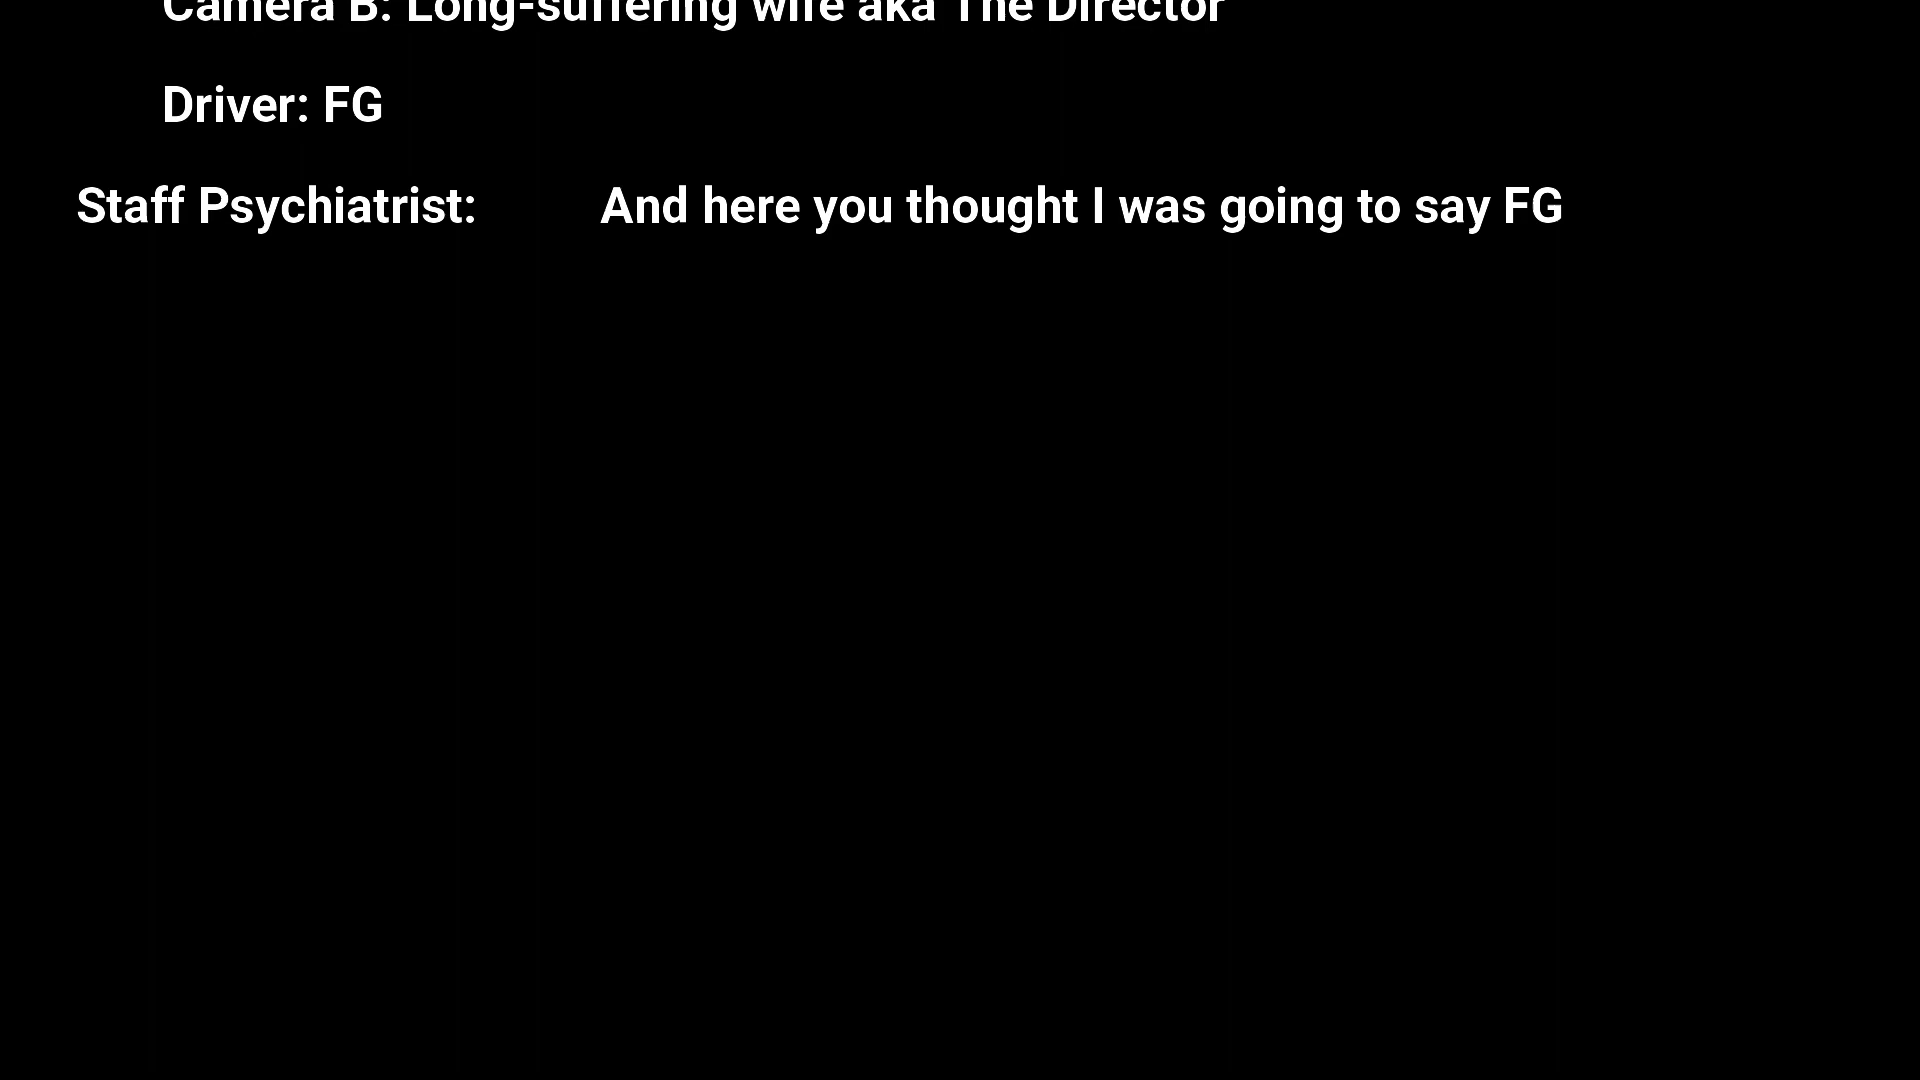 Camera B: Long-suffering wife aka The Director
Driver: FG
Staff Psychiatrist: And here you thought I was going to say FG